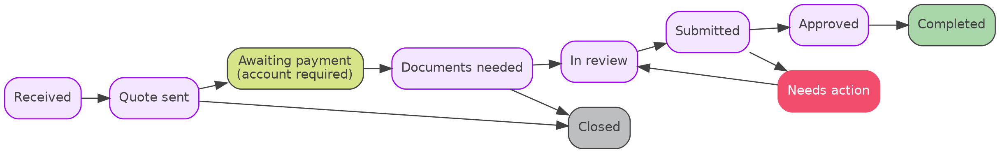 Received
Quote sent
Awaiting payment
(account required)
Documents needed
In review
Submitted
Approved
Completed
Needs action
Closed